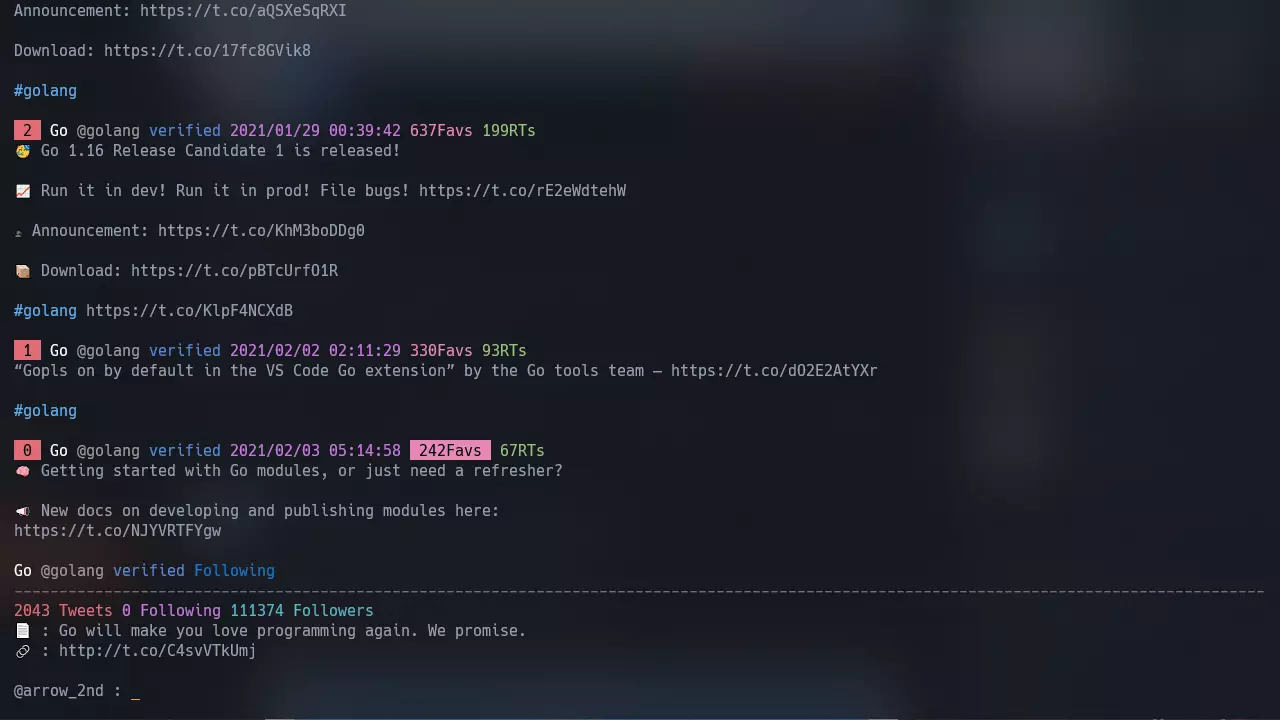 Announcement: https://t.co/aQSXeSqRXI
Download: https://t.co/17fc8GVik8
#golang
2 Go @golang verified 2021/01/29 00:39:42 637Favs 199RTs
🥳 Go 1.16 Release Candidate 1 is released!
📈 Run it in dev! Run it in prod! File bugs! https://t.co/rE2eWdtehW
Announcement: https://t.co/KhM3boDDg0
📦 Download: https://t.co/pBTcUrfO1R
#golang https://t.co/KlpF4NCXdB
1 Go @golang verified 2021/02/02 02:11:29 330Favs 93RTs
“Gopls on by default in the VS Code Go extension” by the Go tools team — https://t.co/dO2E2AtYXr
#golang
0 Go @golang verified 2021/02/03 05:14:58 242Favs 67RTs
🧠 Getting started with Go modules, or just need a refresher?
📢 New docs on developing and publishing modules here:
https://t.co/NJYVRTFYgw
Go @golang verified Following
2043 Tweets 0 Following 111374 Followers
📄 : Go will make you love programming again. We promise.
🔗 : http://t.co/C4svVTkUmj
@arrow_2nd : _